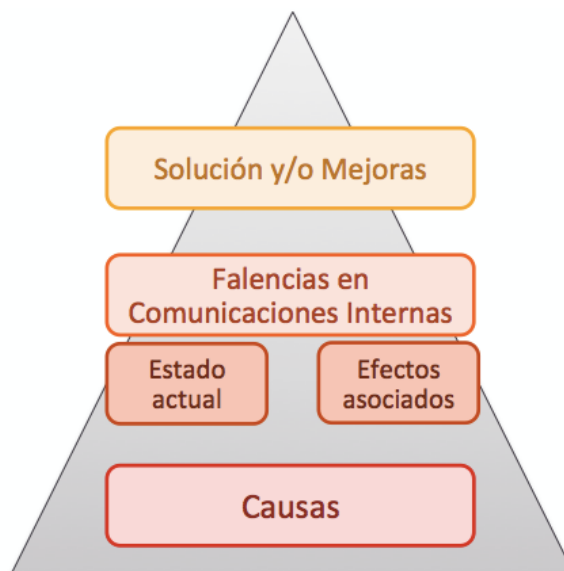 Solución y/o Mejoras
Falencias en
Comunicaciones Internas
Estado
actual
Efectos
asociados
Causas